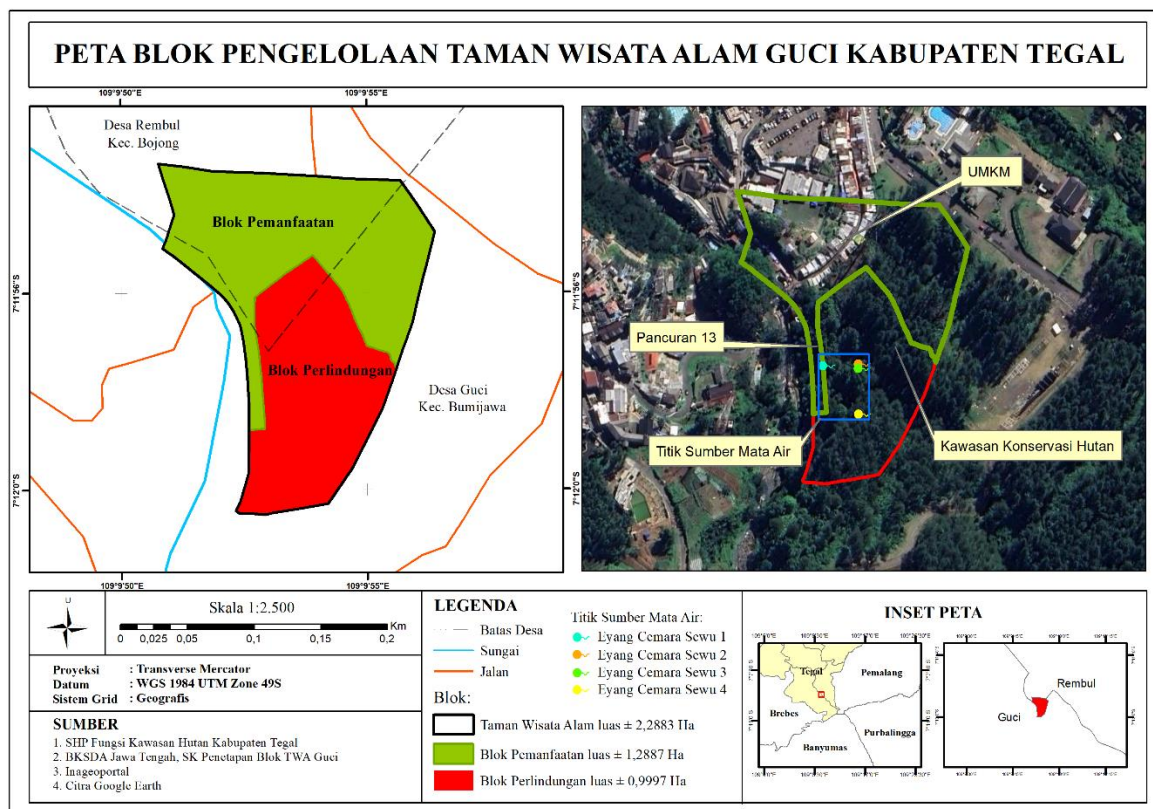 PETA BLOK PENGELOLAAN TAMAN WISATA ALAM GUCI KABUPATEN TEGAL
109°9'50"E
109°9'55"E
Desa Rembul
Kec. Bojong
Blok Pemanfaatan
7°11'56"S
7°11'56"S
Blok Perlindungan
Desa Guci
Kec. Bumijawa
7°12'0"S
7°12'0"S
109°9'50"E
109°9'55"E
UMKM
Pancuran 13
Titik Sumber Mata Air
Kawasan Konservasi Hutan
U
Skala 1:2.500
0 0,025 0,05 0,1 0,15 0,2 Km
Proyeksi : Transverse Mercator
Datum : WGS 1984 UTM Zone 49S
Sistem Grid : Geografis
SUMBER
1. SHP Fungsi Kawasan Hutan Kabupaten Tegal
2. BKSDA Jawa Tengah, SK Penetapan Blok TWA Guci
3. Inageoportal
4. Citra Google Earth
LEGENDA
Batas Desa
Sungai
Jalan
Titik Sumber Mata Air:
Eyang Cemara Sewu 1
Eyang Cemara Sewu 2
Eyang Cemara Sewu 3
Eyang Cemara Sewu 4
Blok:
Taman Wisata Alam luas ± 2,2883 Ha
Blok Pemanfaatan luas ± 1,2887 Ha
Blok Perlindungan luas ± 0,9997 Ha
INSET PETA
Tegal
Pemalang
Brebes
Purbalingga
Banyumas
Rembul
Guci